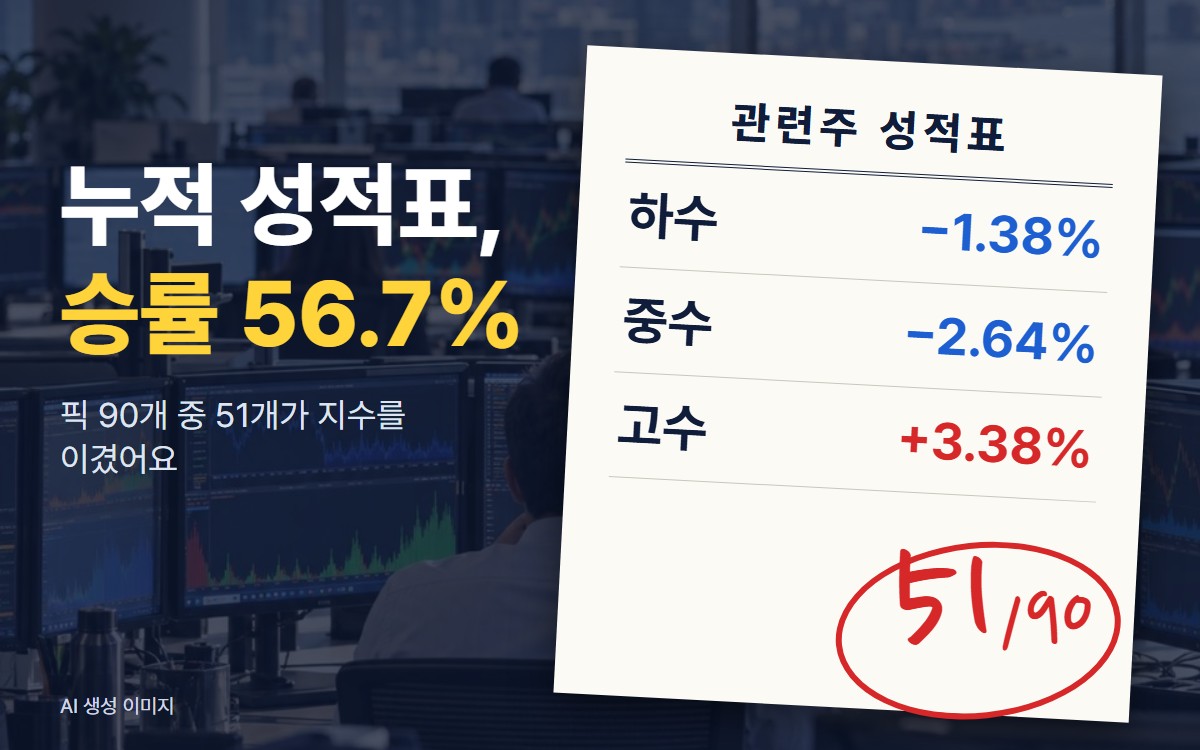 누적 성적표,
승률 56.7%
픽 90개 중 51개가 지수를
이겼어요
AI 생성 이미지
관련주 성적표
하수 −1.38%
중수 −2.64%
고수 +3.38%
51/90